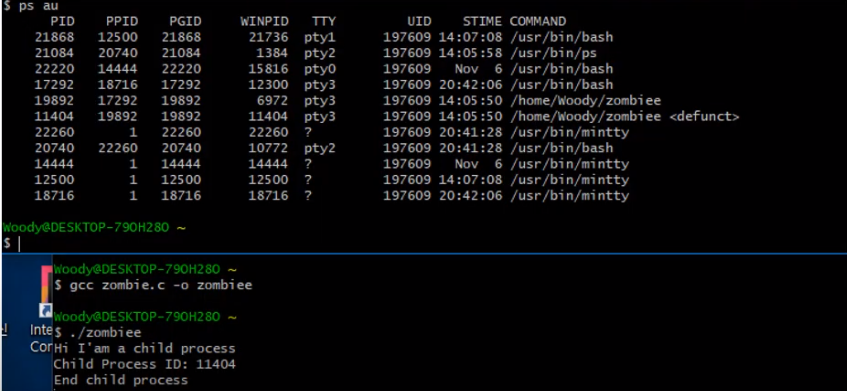 $ ps au
PID PPID PGID WINPID TTY UID STIME COMMAND
21868 12500 21868 21736 pty1 197609 14:07:08 /usr/bin/bash
21084 20740 21084 1384 pty2 197609 14:05:58 /usr/bin/ps
22220 14444 22220 15816 pty0 197609 Nov 6 /usr/bin/bash
17292 18716 17292 12300 pty3 197609 20:42:06 /usr/bin/bash
19892 17292 19892 6972 pty3 197609 14:05:50 /home/Woody/zombiee
11404 19892 19892 11404 pty3 197609 14:05:50 /home/Woody/zombiee <defunct>
22260 1 22260 22260 ? 197609 20:41:28 /usr/bin/mintty
20740 22260 20740 10772 pty2 197609 20:41:28 /usr/bin/bash
14444 1 14444 14444 ? 197609 Nov 6 /usr/bin/mintty
12500 1 12500 12500 ? 197609 14:07:08 /usr/bin/mintty
18716 1 18716 18716 ? 197609 20:42:06 /usr/bin/mintty
Woody@DESKTOP-790H280 ~
$
Woody@DESKTOP-790H280 ~
$ gcc zombie.c -o zombiee
Woody@DESKTOP-790H280 ~
$ ./zombiee
Hi I'am a child process
Child Process ID: 11404
End child process
Inte
Cor